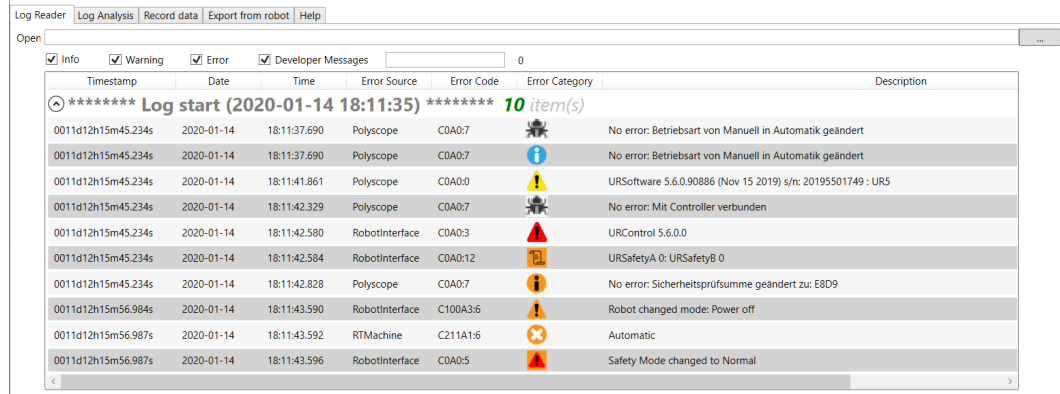 Log Reader Log Analysis Record data Export from robot Help
Open ...
Info Warning Error Developer Messages 0
Timestamp Date Time Error Source Error Code Error Category Description
******** Log start (2020-01-14 18:11:35) ******** 10 item(s)
0011d12h15m45.234s 2020-01-14 18:11:37.690 Polyscope C0A0:7 No error: Betriebsart von Manuell in Automatik geändert
0011d12h15m45.234s 2020-01-14 18:11:37.690 Polyscope C0A0:7 No error: Betriebsart von Manuell in Automatik geändert
0011d12h15m45.234s 2020-01-14 18:11:41.861 Polyscope C0A0:0 URSoftware 5.6.0.90886 (Nov 15 2019) s/n: 20195501749 : UR5
0011d12h15m45.234s 2020-01-14 18:11:42.329 Polyscope C0A0:7 No error: Mit Controller verbunden
0011d12h15m45.234s 2020-01-14 18:11:42.580 RobotInterface C0A0:3 URControl 5.6.0.0
0011d12h15m45.234s 2020-01-14 18:11:42.584 RobotInterface C0A0:12 URSafetyA 0: URSafetyB 0
0011d12h15m45.234s 2020-01-14 18:11:42.828 Polyscope C0A0:7 No error: Sicherheitsprüfsumme geändert zu: E8D9
0011d12h15m56.984s 2020-01-14 18:11:43.590 RobotInterface C100A3:6 Robot changed mode: Power off
0011d12h15m56.987s 2020-01-14 18:11:43.592 RTMachine C211A1:6 Automatic
0011d12h15m56.987s 2020-01-14 18:11:43.596 RobotInterface C0A0:5 Safety Mode changed to Normal